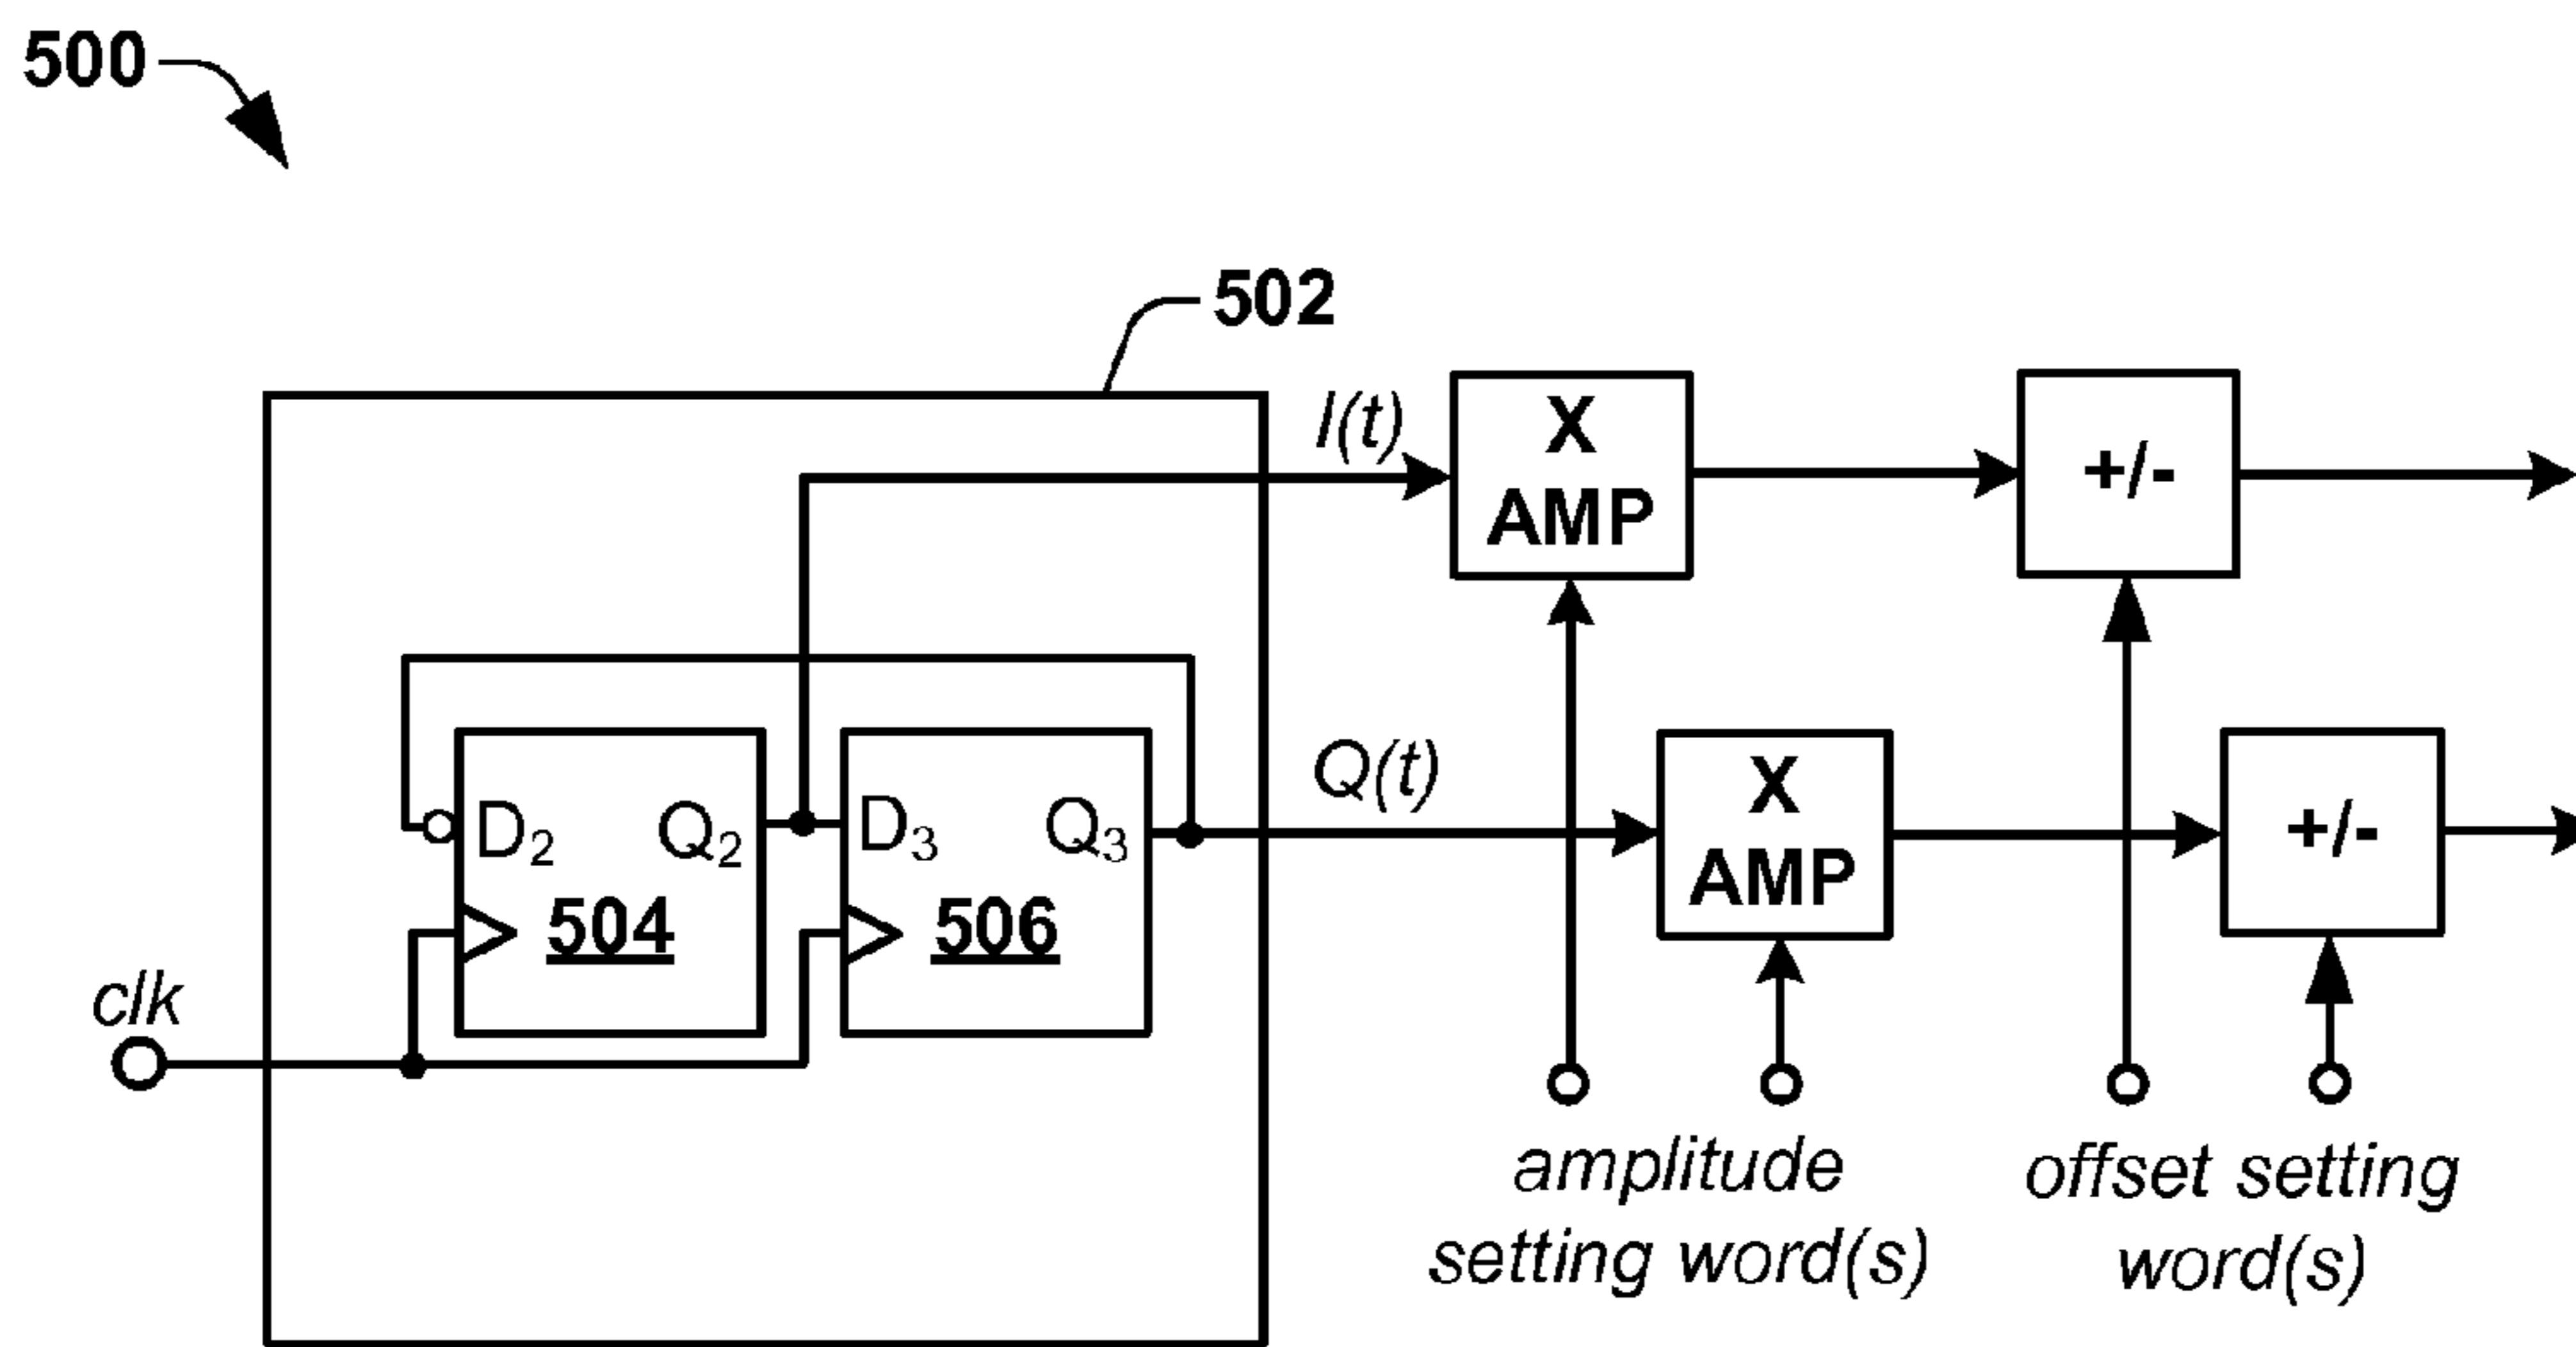 500
502
I(t)
X
AMP
+/-
Q(t)
X
AMP
+/-
D2
Q2
504
D3
Q3
506
clk
amplitude
setting word(s)
offset setting
word(s)